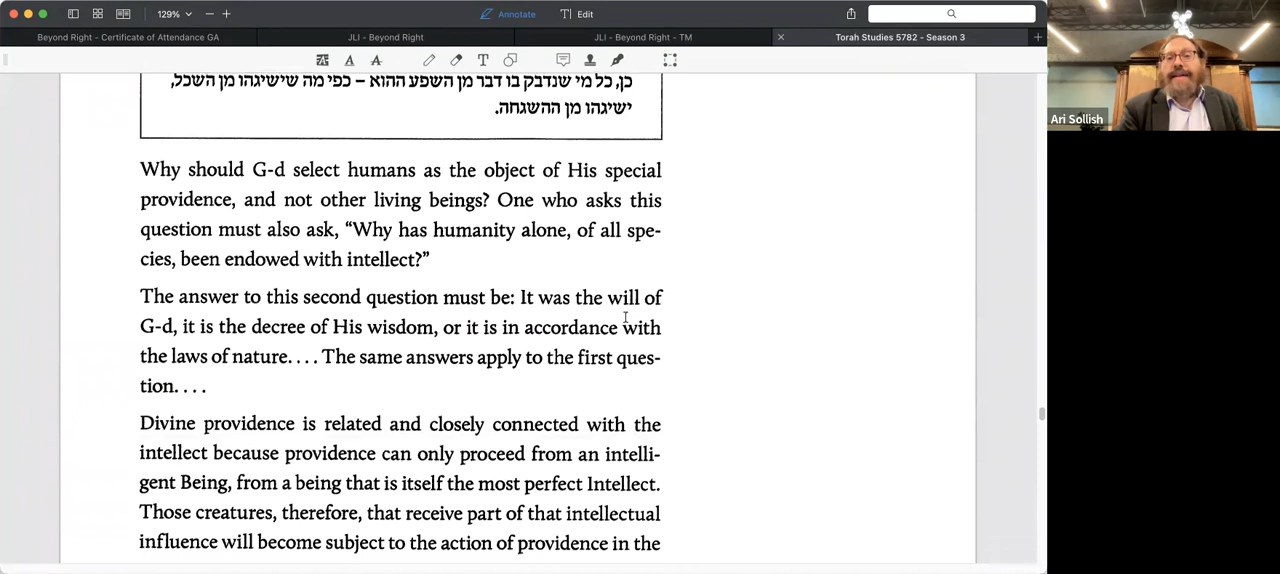 129%
Annotate
Edit
Beyond Right - Certificate of Attendance GA
JLI - Beyond Right
JLI - Beyond Right - TM
Torah Studies 5782 - Season 3
Ari Sollish
כן, כל מי שנדבק בו דבר מן השפע ההוא – כפי מה שישיגהו מן השכל,
ישיגהו מן ההשגחה.
Why should G-d select humans as the object of His special
providence, and not other living beings? One who asks this
question must also ask, “Why has humanity alone, of all spe-
cies, been endowed with intellect?”
The answer to this second question must be: It was the will of
G-d, it is the decree of His wisdom, or it is in accordance with
the laws of nature. . . . The same answers apply to the first ques-
tion. . . .
Divine providence is related and closely connected with the
intellect because providence can only proceed from an intelli-
gent Being, from a being that is itself the most perfect Intellect.
Those creatures, therefore, that receive part of that intellectual
influence will become subject to the action of providence in the